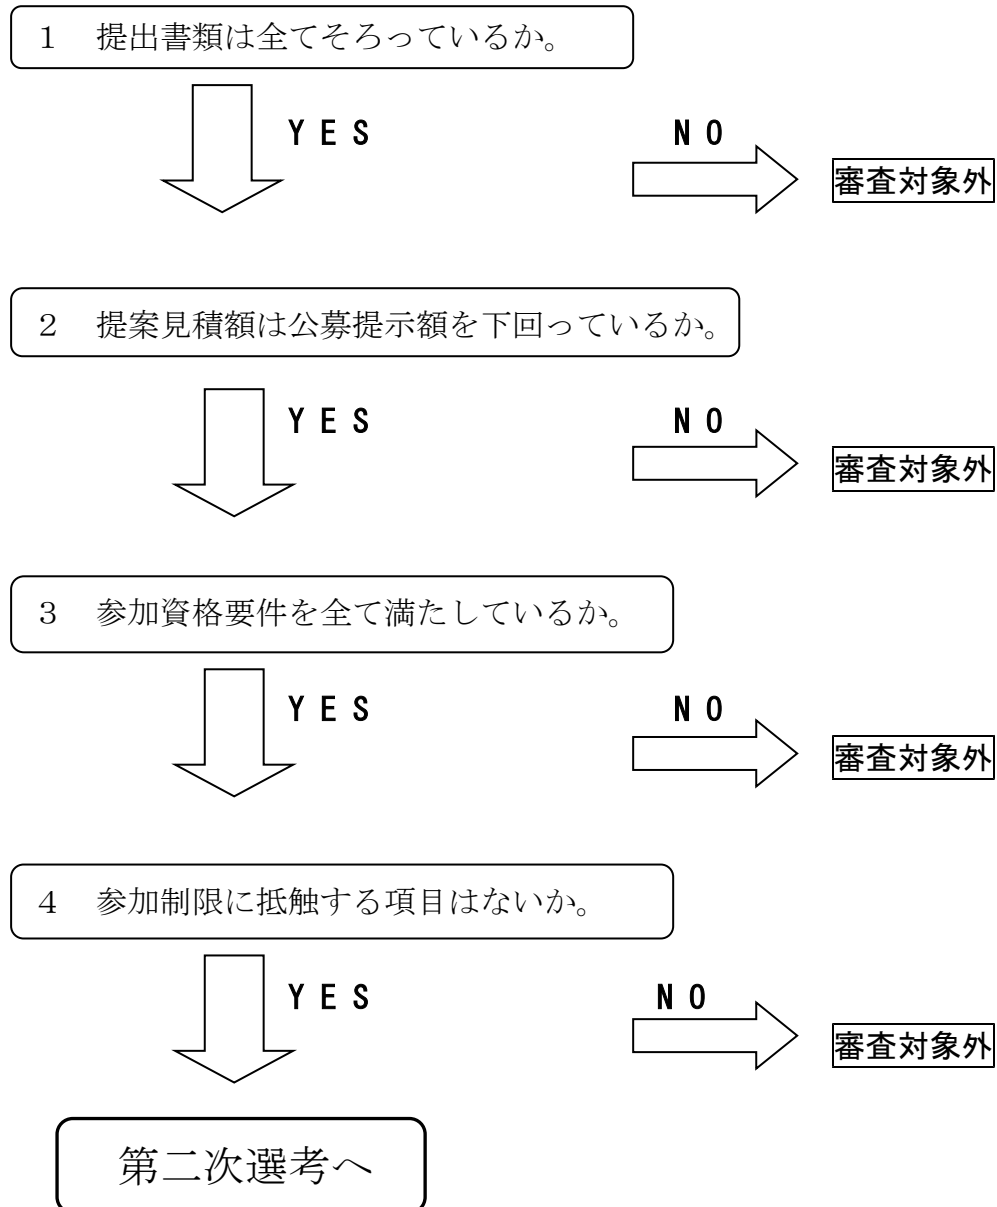 １　提出書類は全てそろっているか。
ＹＥＳ
ＮＯ
審査対象外
２　提案見積額は公募提示額を下回っているか。
ＹＥＳ
ＮＯ
審査対象外
３　参加資格要件を全て満たしているか。
ＹＥＳ
ＮＯ
審査対象外
４　参加制限に抵触する項目はないか。
ＹＥＳ
ＮＯ
審査対象外
第二次選考へ